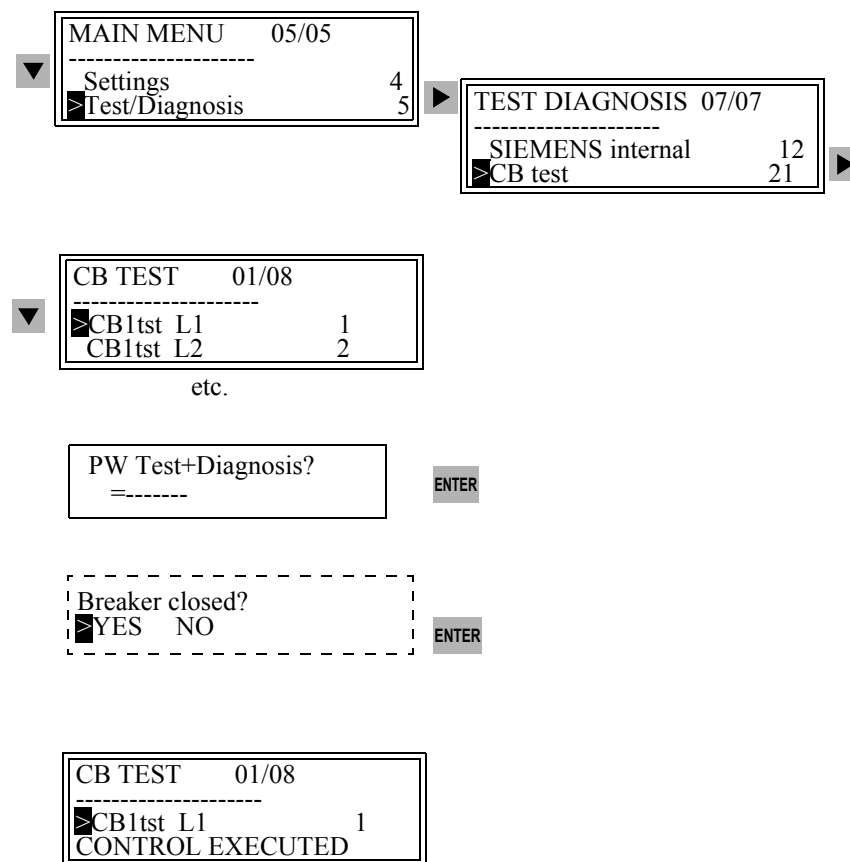 MAIN MENU 05/05
---------------------
Settings 4
>Test/Diagnosis 5
TEST DIAGNOSIS 07/07
---------------------
SIEMENS internal 12
>CB test 21
CB TEST 01/08
---------------------
>CB1tst L1 1
CB1tst L2 2
etc.
PW Test+Diagnosis?
=-------
ENTER
Breaker closed?
>YES NO
ENTER
CB TEST 01/08
---------------------
>CB1tst L1 1
CONTROL EXECUTED